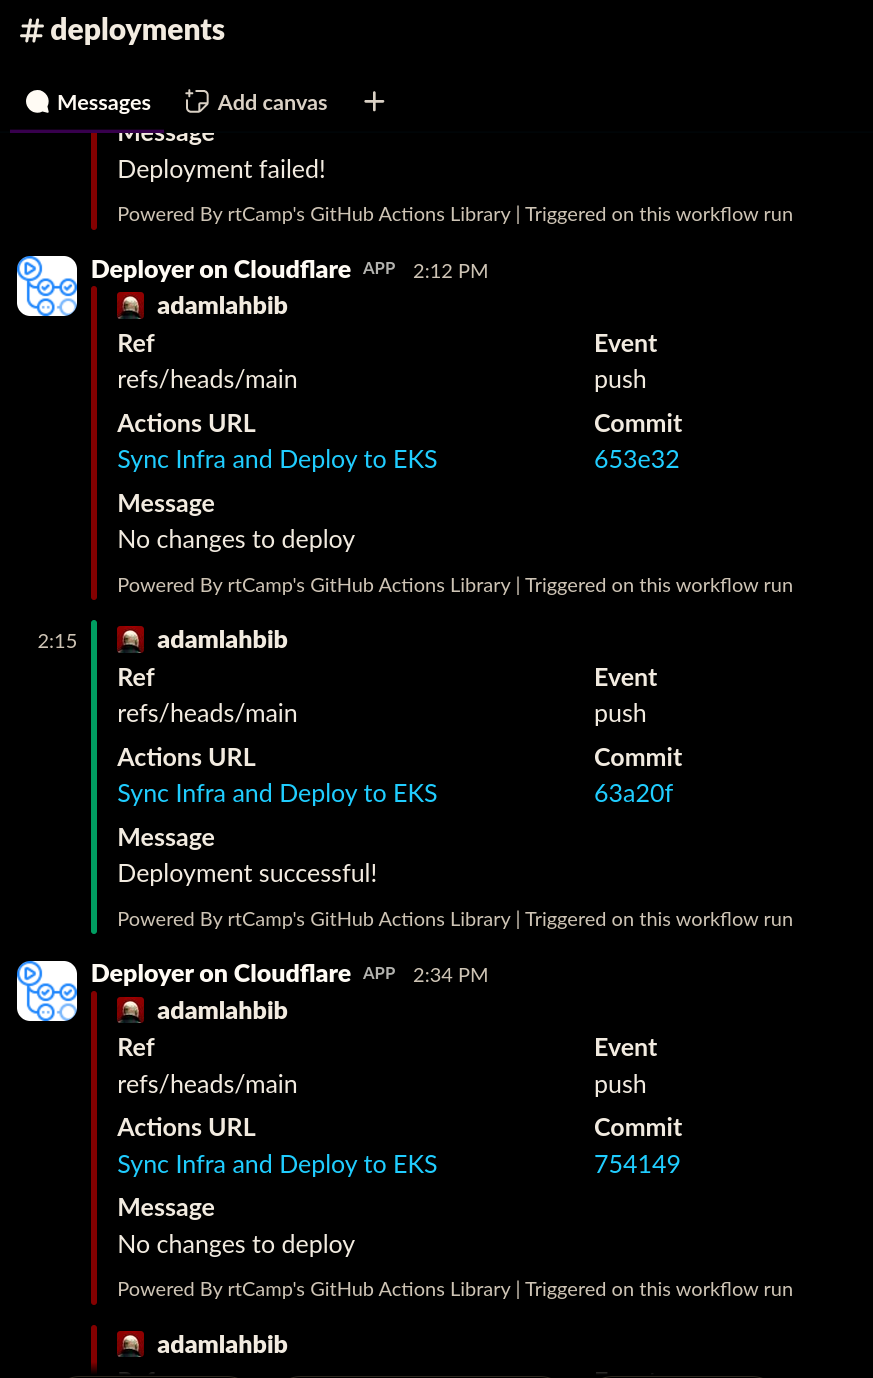 # deployments
Messages Add canvas +
Message
Deployment failed!
Powered By rtCamp's GitHub Actions Library | Triggered on this workflow run
Deployer on Cloudflare APP 2:12 PM
adamlahbib
Ref Event
refs/heads/main push
Actions URL Commit
Sync Infra and Deploy to EKS 653e32
Message
No changes to deploy
Powered By rtCamp's GitHub Actions Library | Triggered on this workflow run
2:15 adamlahbib
Ref Event
refs/heads/main push
Actions URL Commit
Sync Infra and Deploy to EKS 63a20f
Message
Deployment successful!
Powered By rtCamp's GitHub Actions Library | Triggered on this workflow run
Deployer on Cloudflare APP 2:34 PM
adamlahbib
Ref Event
refs/heads/main push
Actions URL Commit
Sync Infra and Deploy to EKS 754149
Message
No changes to deploy
Powered By rtCamp's GitHub Actions Library | Triggered on this workflow run
adamlahbib